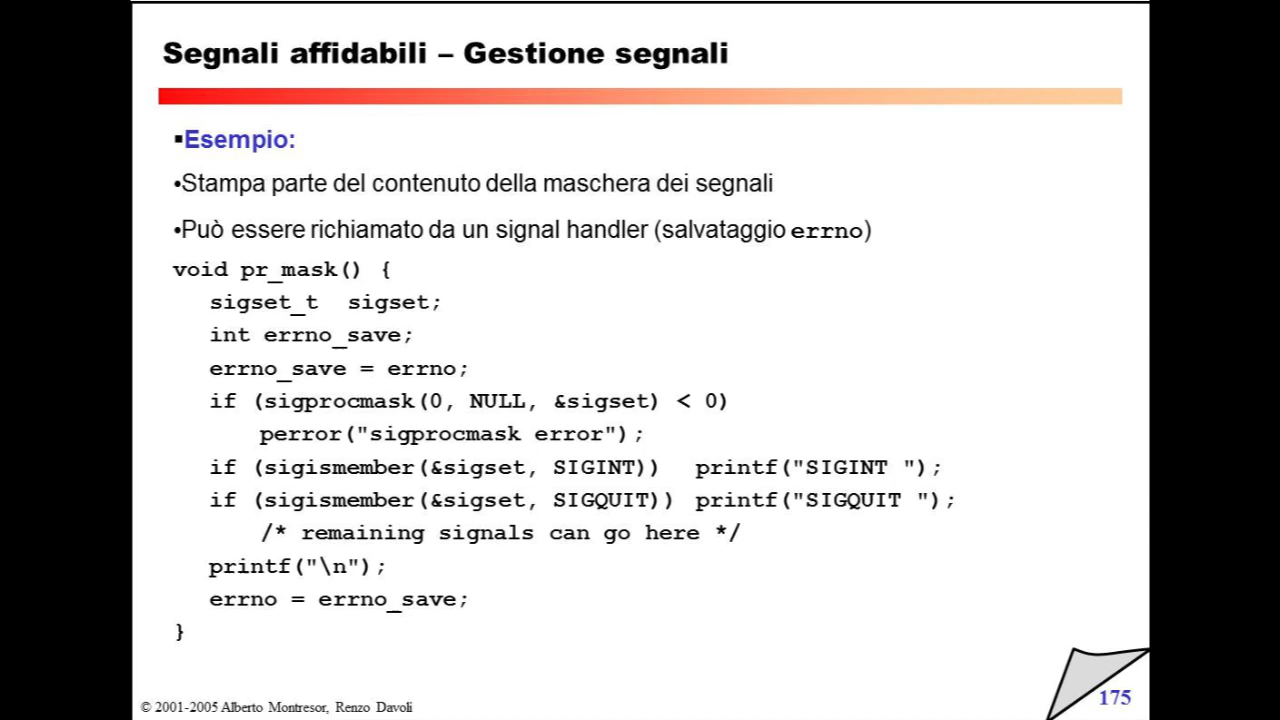 Segnali affidabili – Gestione segnali
▪Esempio:
•Stampa parte del contenuto della maschera dei segnali
•Può essere richiamato da un signal handler (salvataggio errno)
void pr_mask() {
sigset_t sigset;
int errno_save;
errno_save = errno;
if (sigprocmask(0, NULL, &sigset) < 0)
perror("sigprocmask error");
if (sigismember(&sigset, SIGINT)) printf("SIGINT ");
if (sigismember(&sigset, SIGQUIT)) printf("SIGQUIT ");
/* remaining signals can go here */
printf("\n");
errno = errno_save;
}
© 2001-2005 Alberto Montresor, Renzo Davoli
175